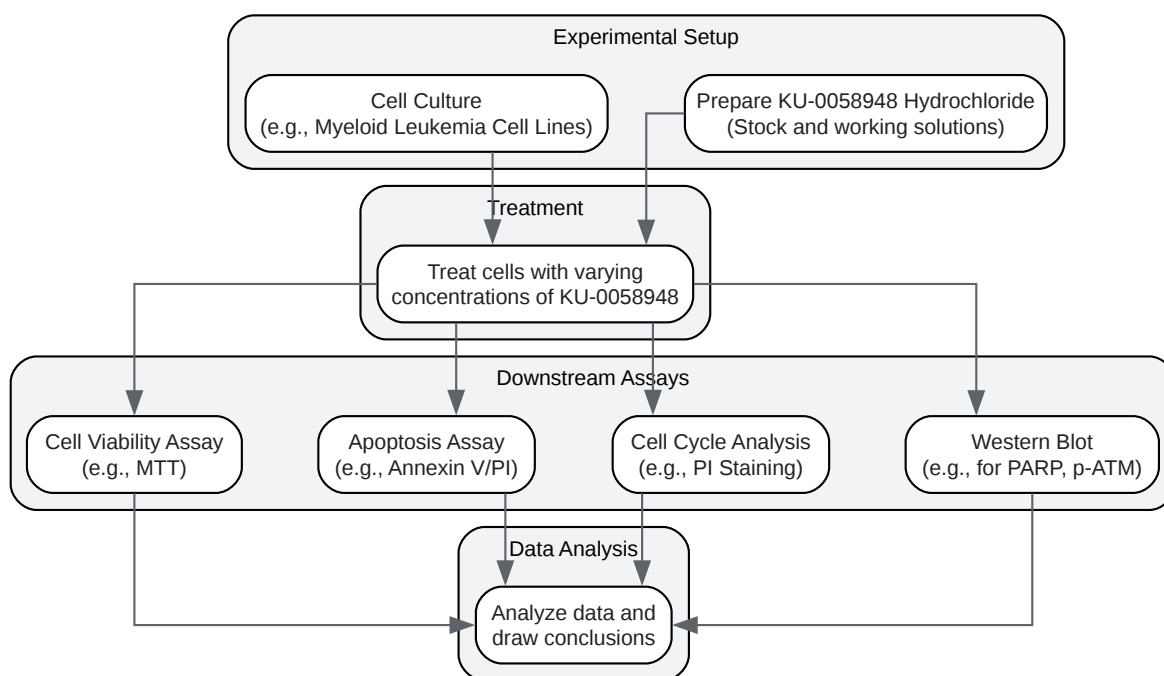 Experimental Setup
Cell Culture
(e.g., Myeloid Leukemia Cell Lines)
Prepare KU-0058948 Hydrochloride
(Stock and working solutions)
Treatment
Treat cells with varying
concentrations of KU-0058948
Downstream Assays
Cell Viability Assay
(e.g., MTT)
Apoptosis Assay
(e.g., Annexin V/PI)
Cell Cycle Analysis
(e.g., PI Staining)
Western Blot
(e.g., for PARP, p-ATM)
Data Analysis
Analyze data and
draw conclusions